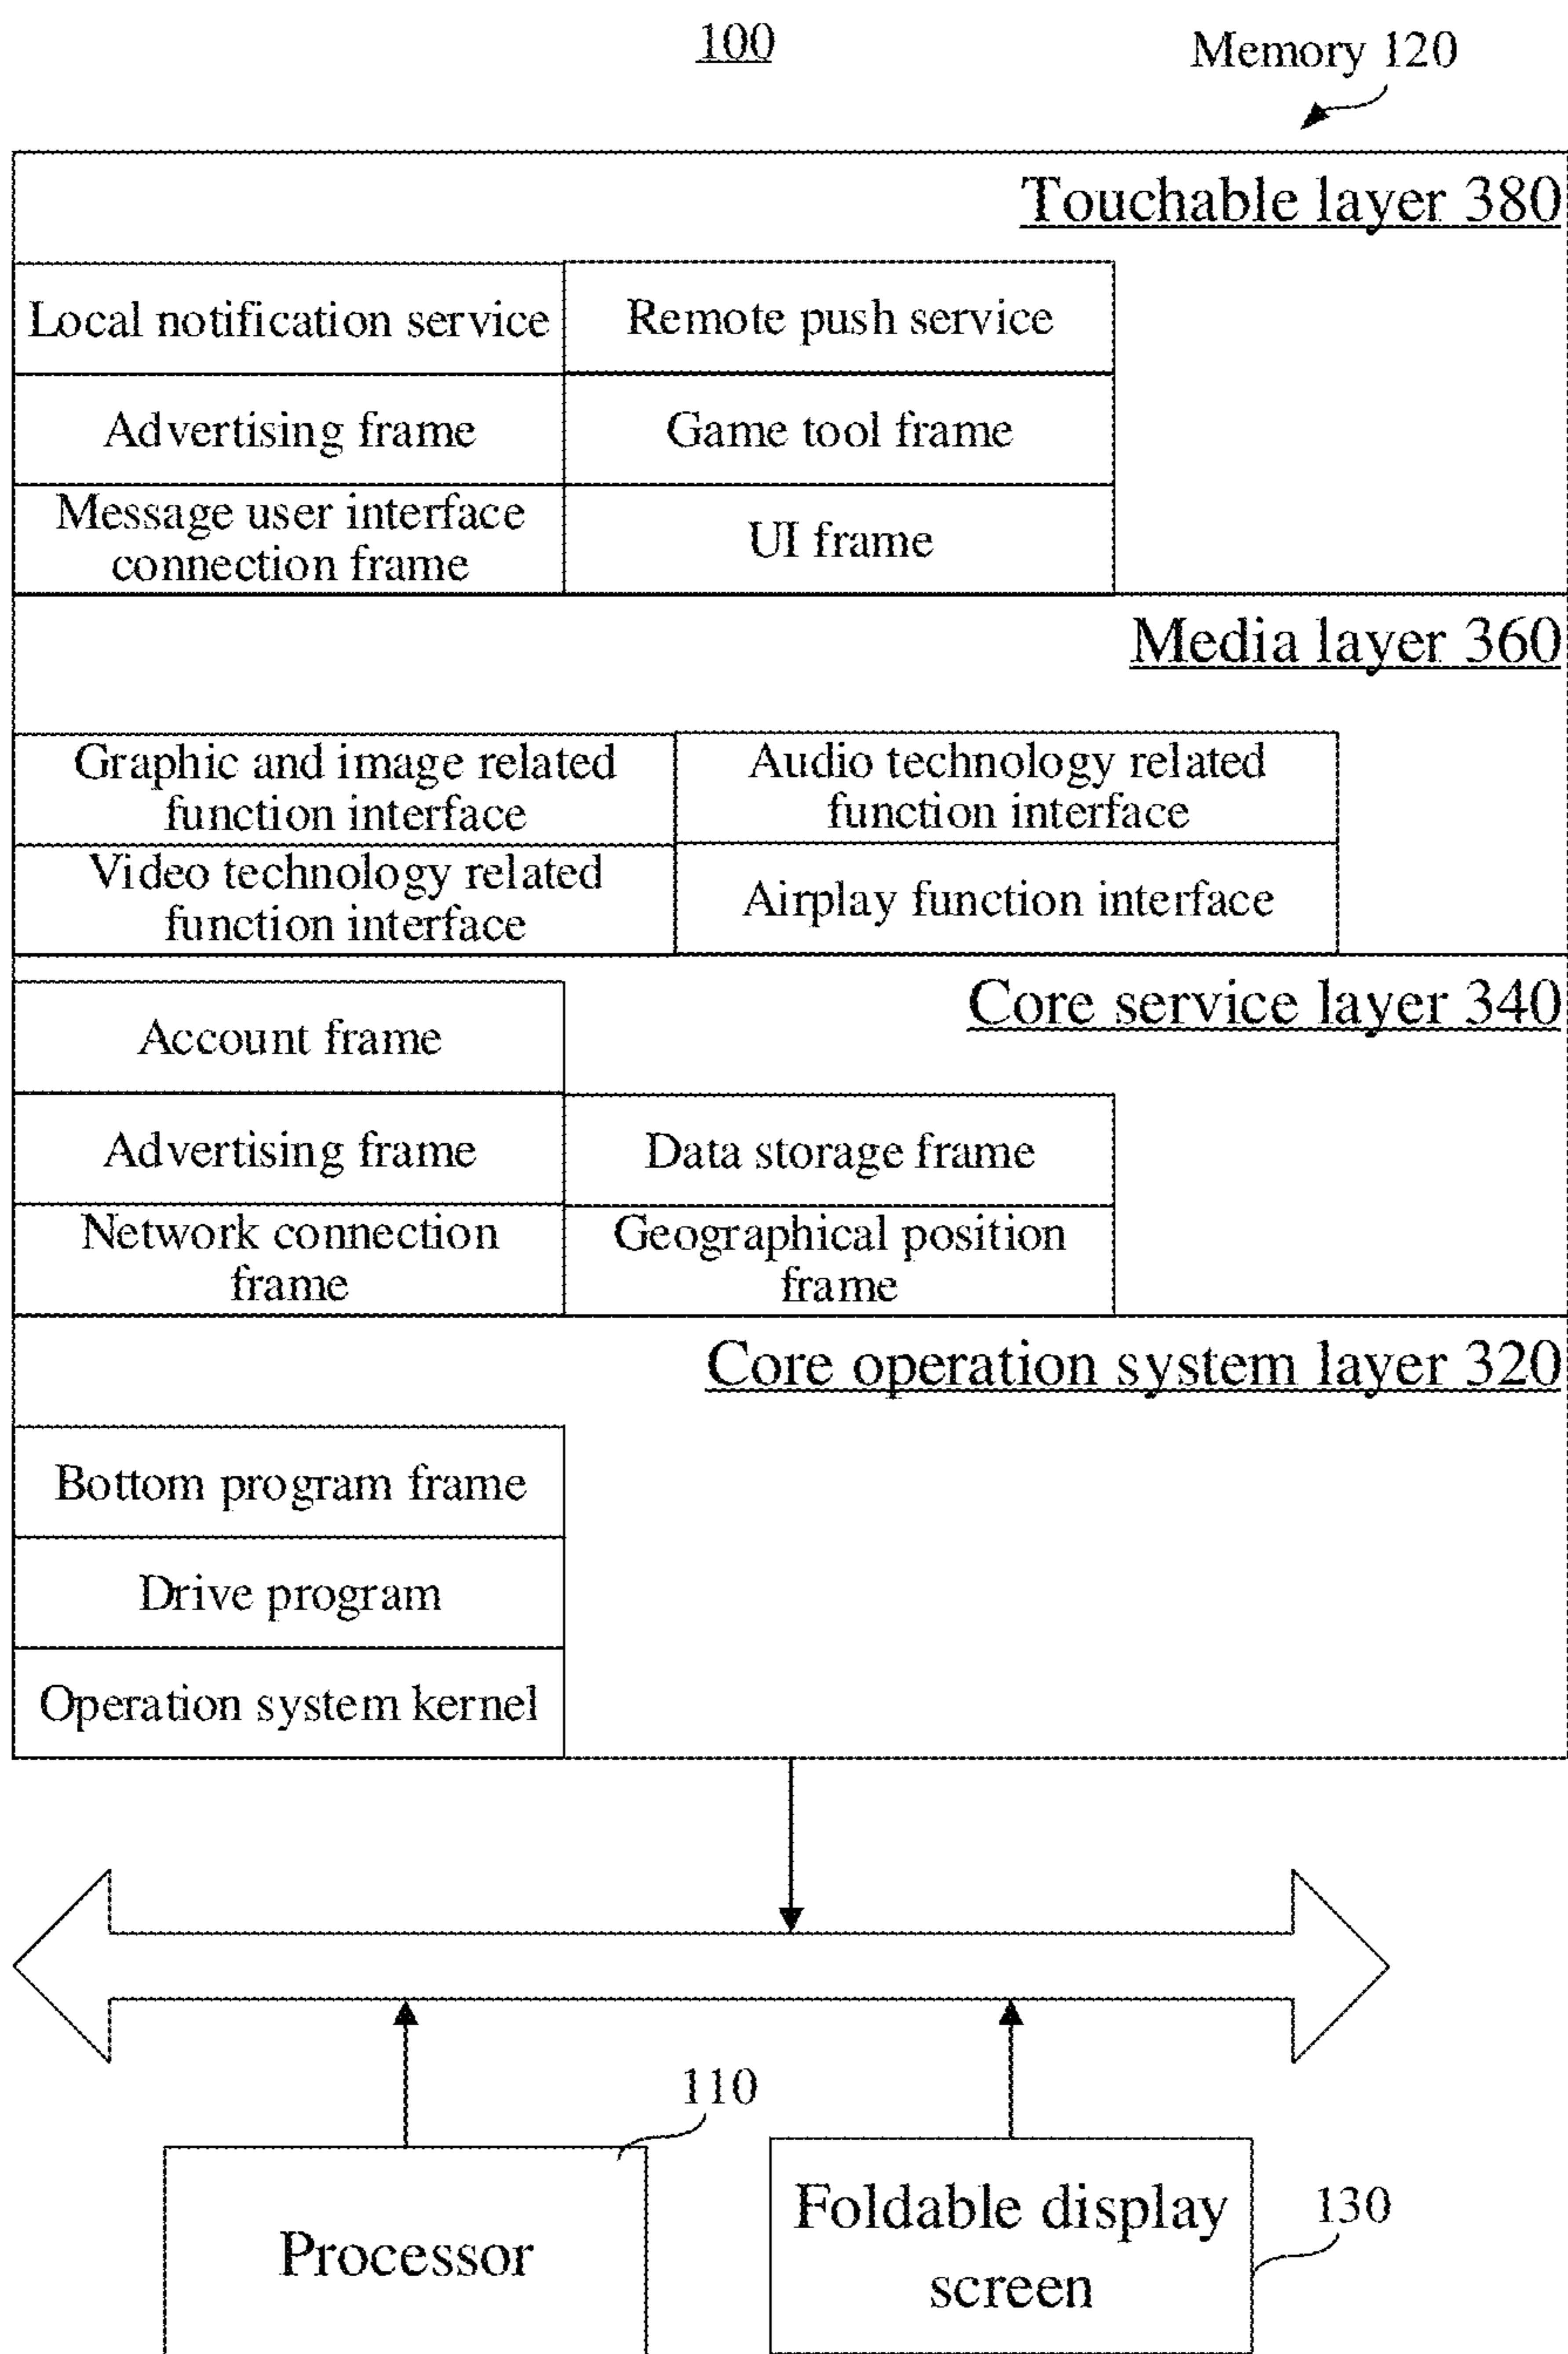 100
Memory 120
Touchable layer 380
Local notification service
Remote push service
Advertising frame
Game tool frame
Message user interface
connection frame
UI frame
Media layer 360
Graphic and image related
function interface
Audio technology related
function interface
Video technology related
function interface
Airplay function interface
Core service layer 340
Account frame
Advertising frame
Data storage frame
Network connection
frame
Geographical position
frame
Core operation system layer 320
Bottom program frame
Drive program
Operation system kernel
110
Processor
Foldable display
screen
130